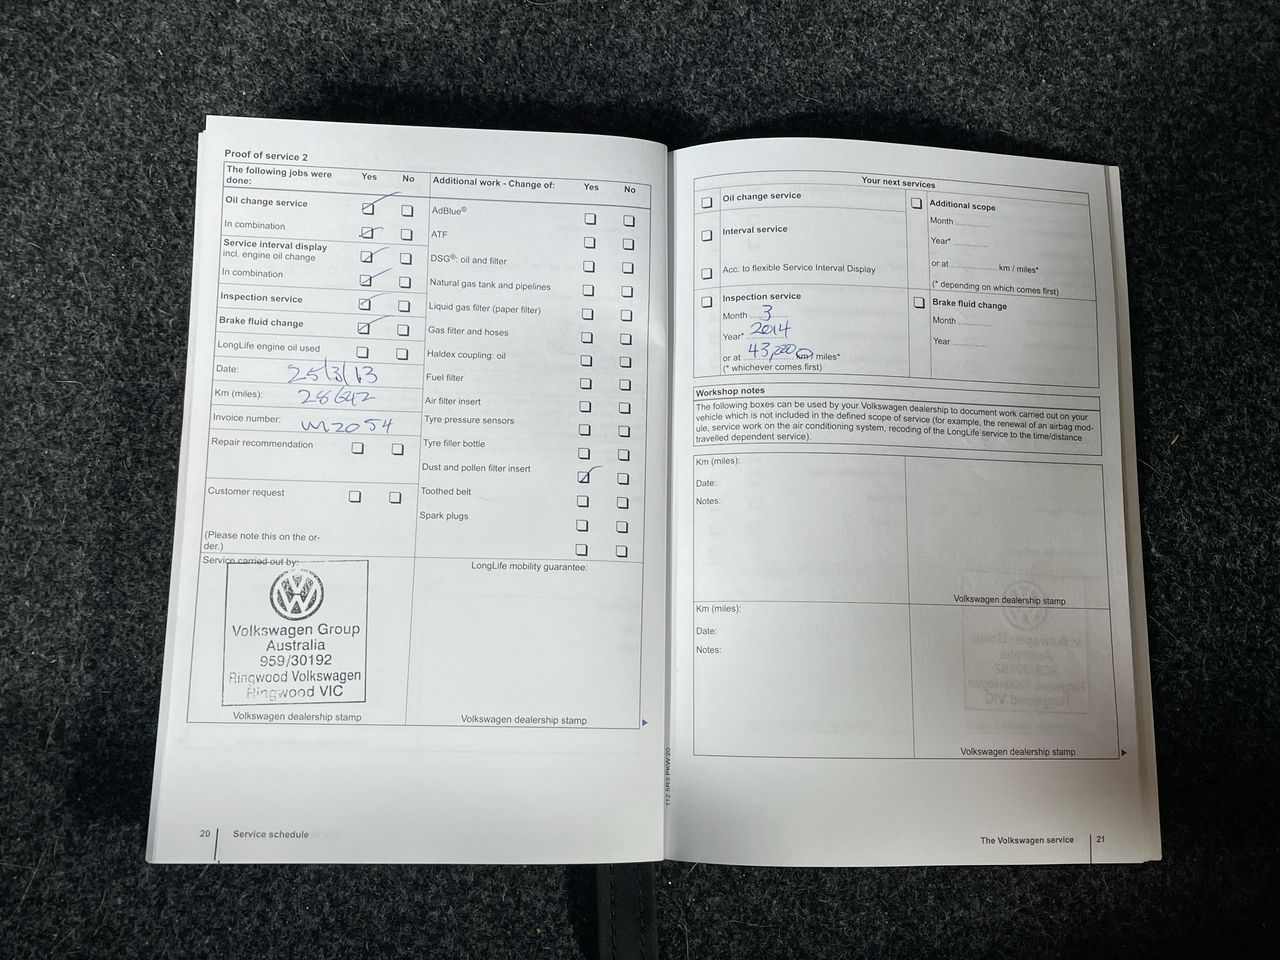 Proof of service 2
The following jobs were done: Yes No
Oil change service
In combination
Service interval display
incl. engine oil change
In combination
Inspection service
Brake fluid change
LongLife engine oil used
Date: 25/3/13
Km (miles): 28642
Invoice number: W2054
Repair recommendation
Customer request
(Please note this on the or-
der.)
Service carried out by:
Volkswagen Group
Australia
959/30192
Ringwood Volkswagen
Ringwood VIC
Volkswagen dealership stamp
Additional work - Change of: Yes No
AdBlue®
ATF
DSG®: oil and filter
Natural gas tank and pipelines
Liquid gas filter (paper filter)
Gas filter and hoses
Haldex coupling: oil
Fuel filter
Air filter insert
Tyre pressure sensors
Tyre filler bottle
Dust and pollen filter insert
Toothed belt
Spark plugs
LongLife mobility guarantee:
Volkswagen dealership stamp
20 Service schedule
Your next services
Oil change service
Interval service
Acc. to flexible Service Interval Display
Inspection service
Month 3
Year* 2014
or at 43,000 km / miles*
(* whichever comes first)
Additional scope
Month ..............
Year* ..............
or at ................... km / miles*
(* depending on which comes first)
Brake fluid change
Month ..............
Year ..............
Workshop notes
The following boxes can be used by your Volkswagen dealership to document work carried out on your
vehicle which is not included in the defined scope of service (for example, the renewal of an airbag mod-
ule, service work on the air conditioning system, recoding of the LongLife service to the time/distance
travelled dependent service).
Km (miles):
Date:
Notes:
Volkswagen dealership stamp
Km (miles):
Date:
Notes:
Volkswagen dealership stamp
112.5R3.PKW.20
The Volkswagen service 21